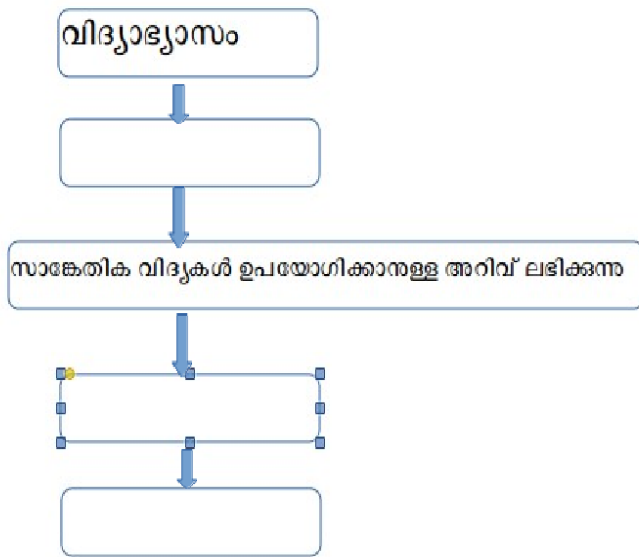 വിദ്യാഭ്യാസം
സാങ്കേതിക വിദ്യകൾ ഉപയോഗിക്കാനുള്ള അറിവ് ലഭിക്കുന്നു